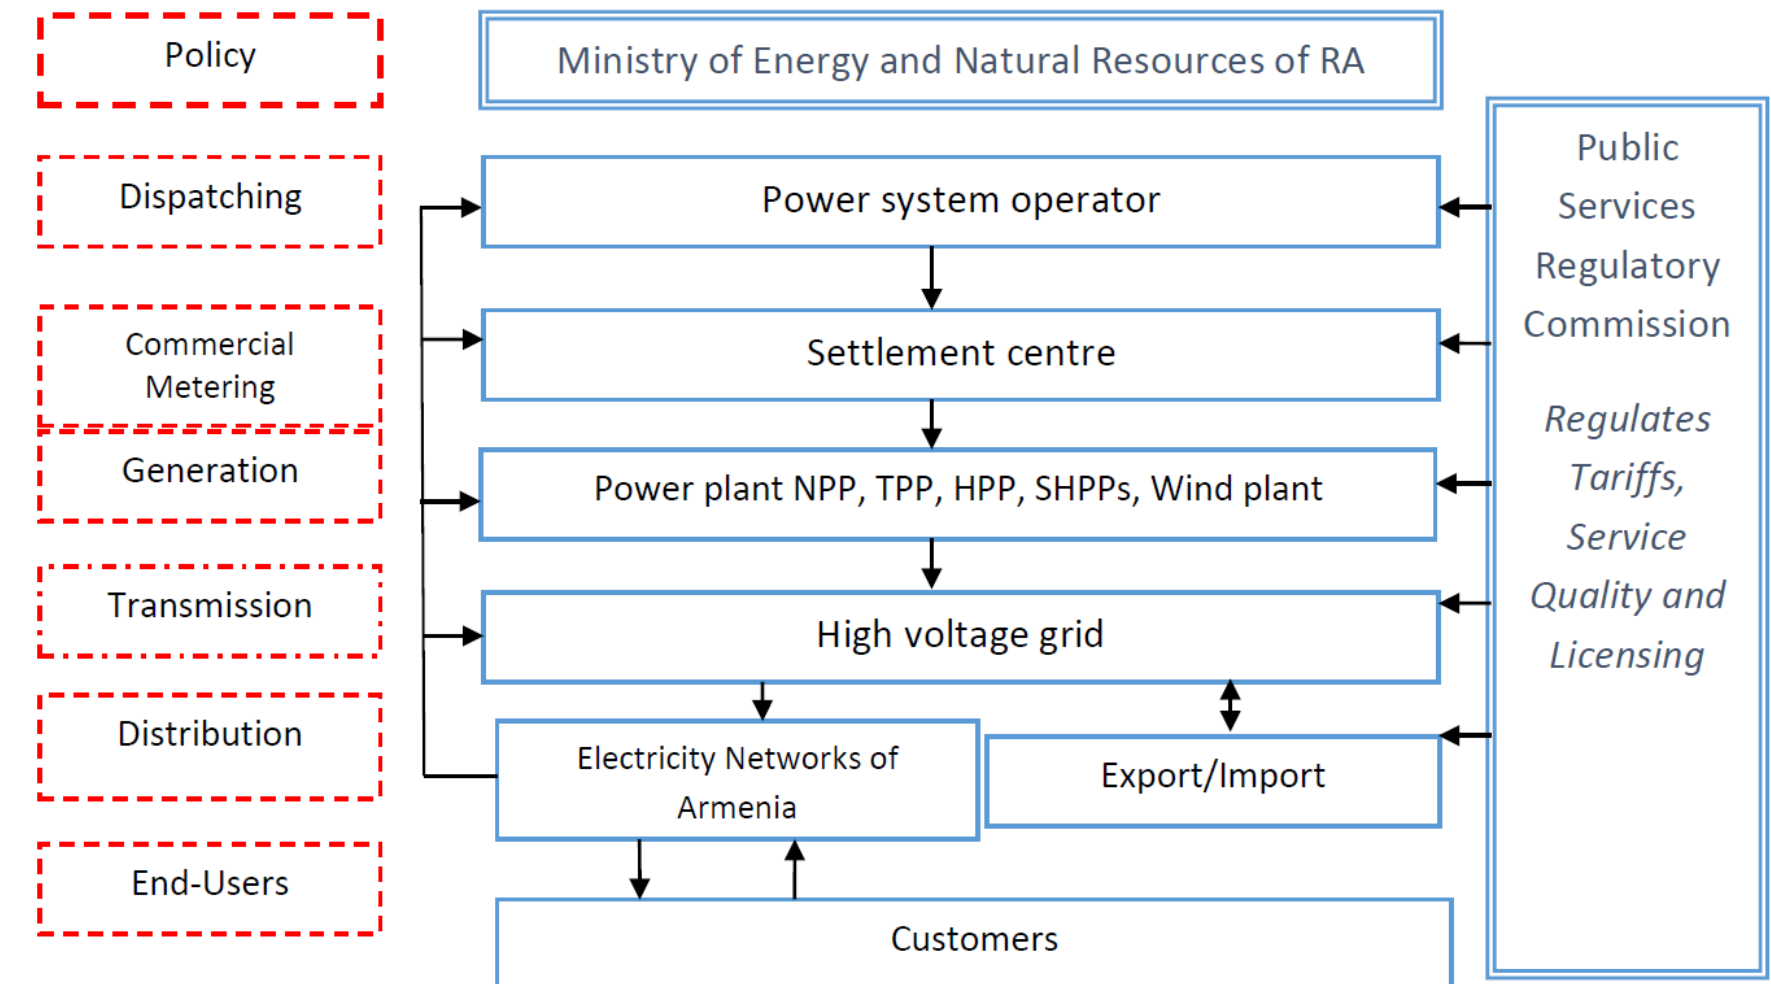 Policy
Ministry of Energy and Natural Resources of RA
Dispatching
Power system operator
Commercial
Metering
Settlement centre
Generation
Power plant NPP, TPP, HPP, SHPPs, Wind plant
Transmission
High voltage grid
Distribution
Electricity Networks of
Armenia
Export/Import
End-Users
Customers
Public
Services
Regulatory
Commission
Regulates
Tariffs,
Service
Quality and
Licensing